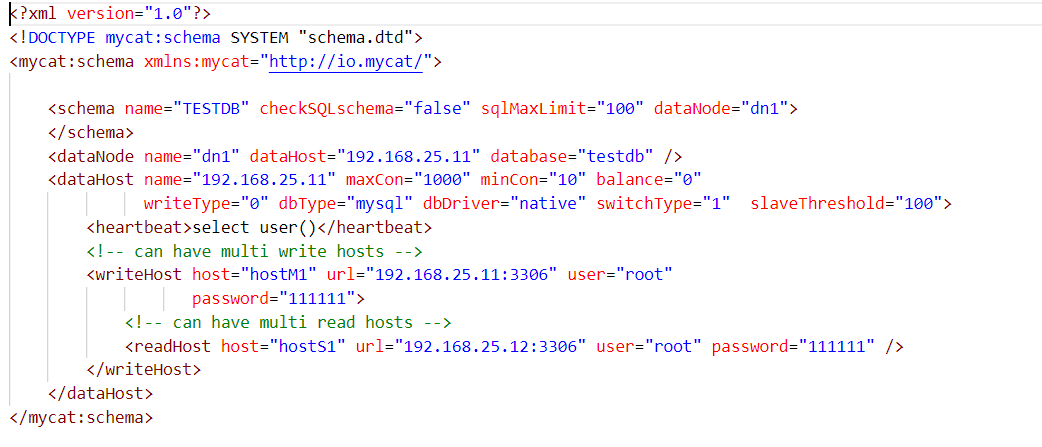 <?xml version="1.0"?>
<!DOCTYPE mycat:schema SYSTEM "schema.dtd">
<mycat:schema xmlns:mycat="http://io.mycat/">
<schema name="TESTDB" checkSQLschema="false" sqlMaxLimit="100" dataNode="dn1">
</schema>
<dataNode name="dn1" dataHost="192.168.25.11" database="testdb" />
<dataHost name="192.168.25.11" maxCon="1000" minCon="10" balance="0"
writeType="0" dbType="mysql" dbDriver="native" switchType="1"  slaveThreshold="100">
<heartbeat>select user()</heartbeat>
<!-- can have multi write hosts -->
<writeHost host="hostM1" url="192.168.25.11:3306" user="root"
password="111111">
<!-- can have multi read hosts -->
<readHost host="hostS1" url="192.168.25.12:3306" user="root" password="111111" />
</writeHost>
</dataHost>
</mycat:schema>